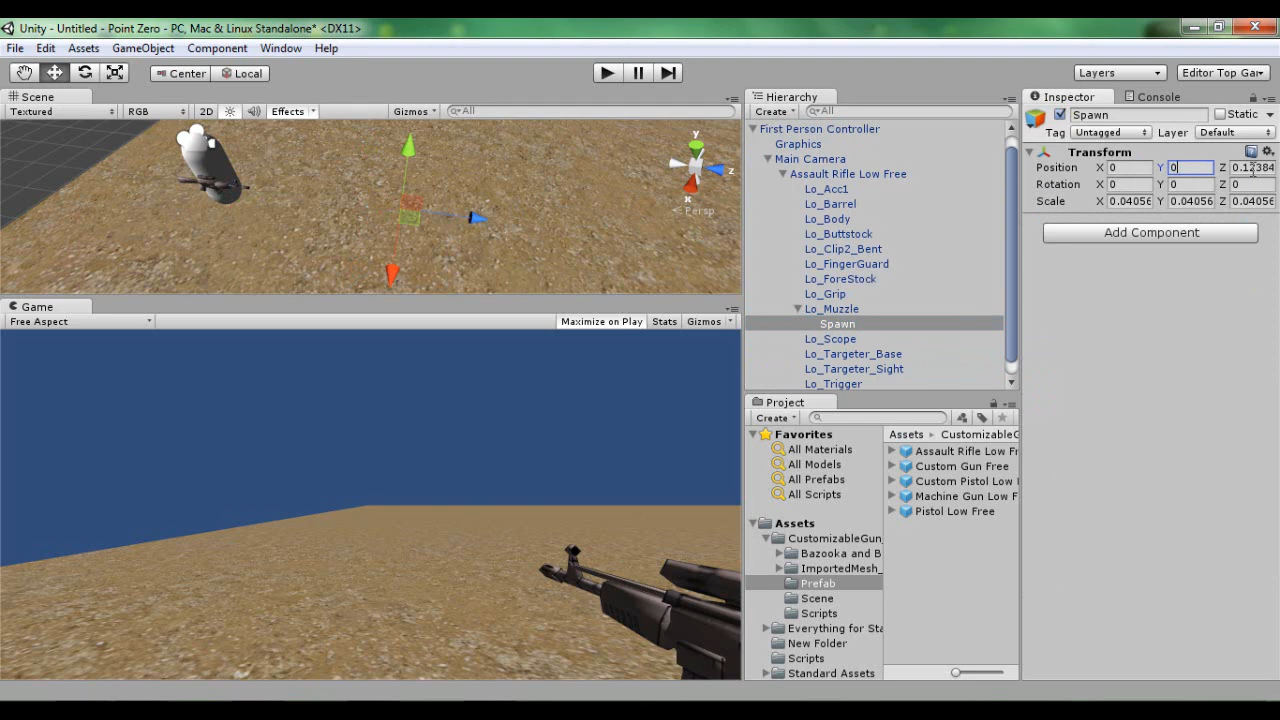 Unity - Untitled - Point Zero - PC, Mac & Linux Standalone* <DX11>
File Edit Assets GameObject Component Window Help
Center Local Layers Editor Top Gar
Scene
Textured RGB 2D Effects Gizmos All
y
z
x
Persp
Game
Free Aspect Maximize on Play Stats Gizmos
Hierarchy
Create All
First Person Controller
Graphics
Main Camera
Assault Rifle Low Free
Lo_Acc1
Lo_Barrel
Lo_Body
Lo_Buttstock
Lo_Clip2_Bent
Lo_FingerGuard
Lo_ForeStock
Lo_Grip
Lo_Muzzle
Spawn
Lo_Scope
Lo_Targeter_Base
Lo_Targeter_Sight
Lo_Trigger
Project
Create
Favorites
All Materials
All Models
All Prefabs
All Scripts
Assets
CustomizableGun_
Bazooka and B
ImportedMesh_
Prefab
Scene
Scripts
Everything for Sta
New Folder
Scripts
Standard Assets
Assets CustomizableG
Assault Rifle Low Fr
Custom Gun Free
Custom Pistol Low
Machine Gun Low F
Pistol Low Free
Inspector Console
Spawn Static
Tag Untagged Layer Default
Transform
Position X 0 Y 0 Z 0.12384
Rotation X 0 Y 0 Z 0
Scale X 0.04056 Y 0.04056 Z 0.04056
Add Component